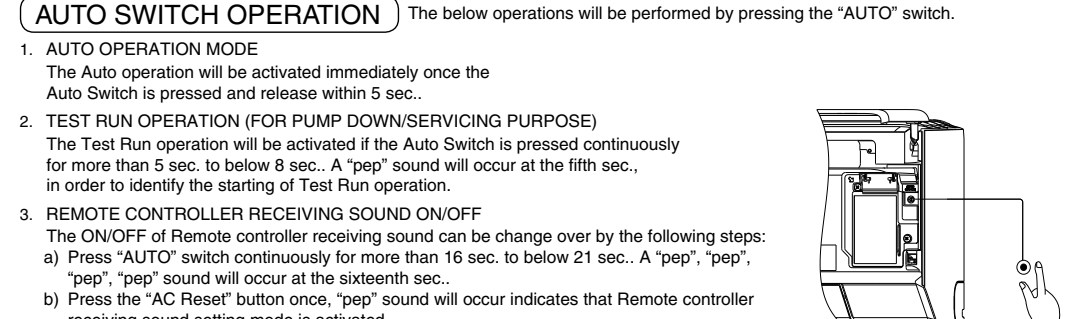 AUTO SWITCH OPERATION
The below operations will be performed by pressing the “AUTO” switch.
1. AUTO OPERATION MODE
The Auto operation will be activated immediately once the
Auto Switch is pressed and release within 5 sec..
2. TEST RUN OPERATION (FOR PUMP DOWN/SERVICING PURPOSE)
The Test Run operation will be activated if the Auto Switch is pressed continuously
for more than 5 sec. to below 8 sec.. A “pep” sound will occur at the fifth sec.,
in order to identify the starting of Test Run operation.
3. REMOTE CONTROLLER RECEIVING SOUND ON/OFF
The ON/OFF of Remote controller receiving sound can be change over by the following steps:
a) Press “AUTO” switch continuously for more than 16 sec. to below 21 sec.. A “pep”, “pep”,
“pep”, “pep” sound will occur at the sixteenth sec..
b) Press the “AC Reset” button once, “pep” sound will occur indicates that Remote controller
receiving sound setting mode is activated